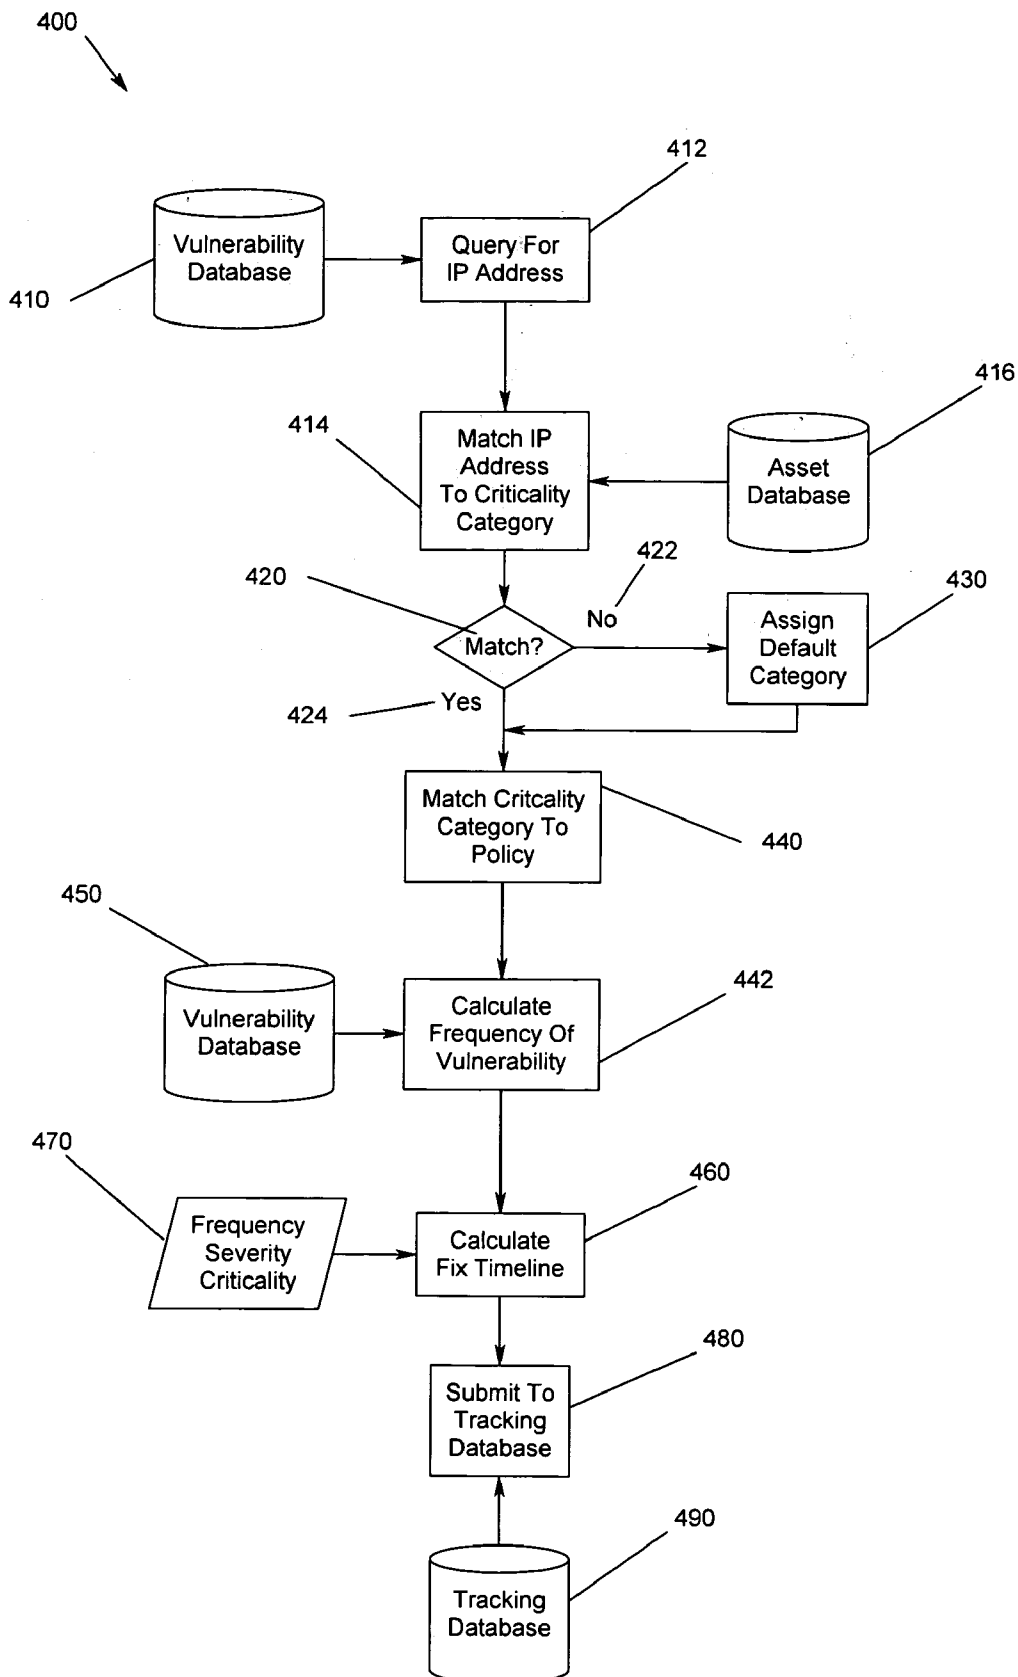 400
412
Vulnerability
Database
Query For
IP Address
410
416
414
Match IP
Address
To Criticality
Category
Asset
Database
422
420
430
No
Match?
Assign
Default
Category
Yes
424
Match Critcality
Category To
Policy
440
450
442
Vulnerability
Database
Calculate
Frequency Of
Vulnerability
470
460
Frequency
Severity
Criticality
Calculate
Fix Timeline
480
Submit To
Tracking
Database
490
Tracking
Database